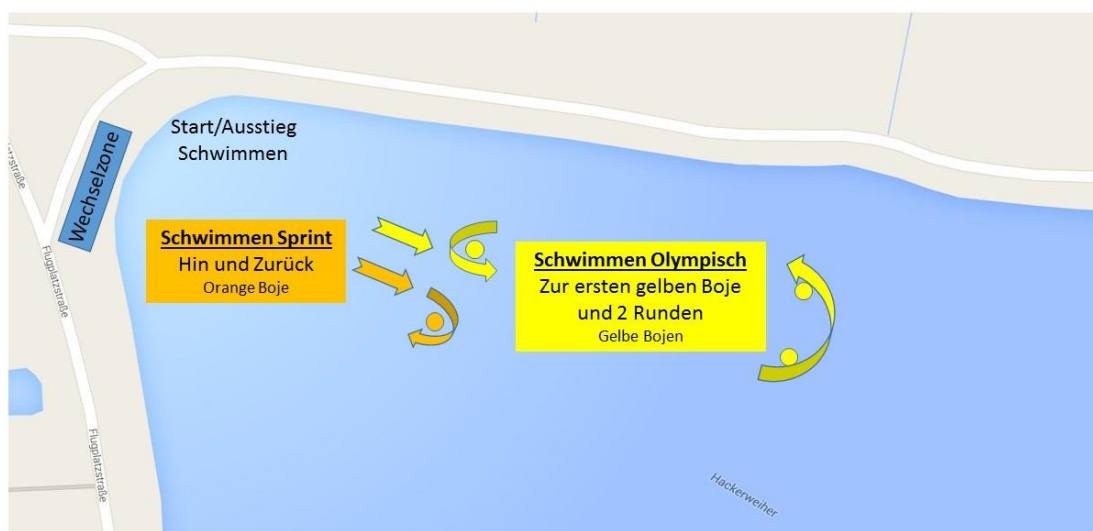 Start/Ausstieg
Schwimmen
Wechselzone
Schwimmen Sprint
Hin und Zurück
Orange Boje
Schwimmen Olympisch
Zur ersten gelben Boje
und 2 Runden
Gelbe Bojen
latzstraße
Flugplatzstraße
Flugplatzstraße
Hackerweiher